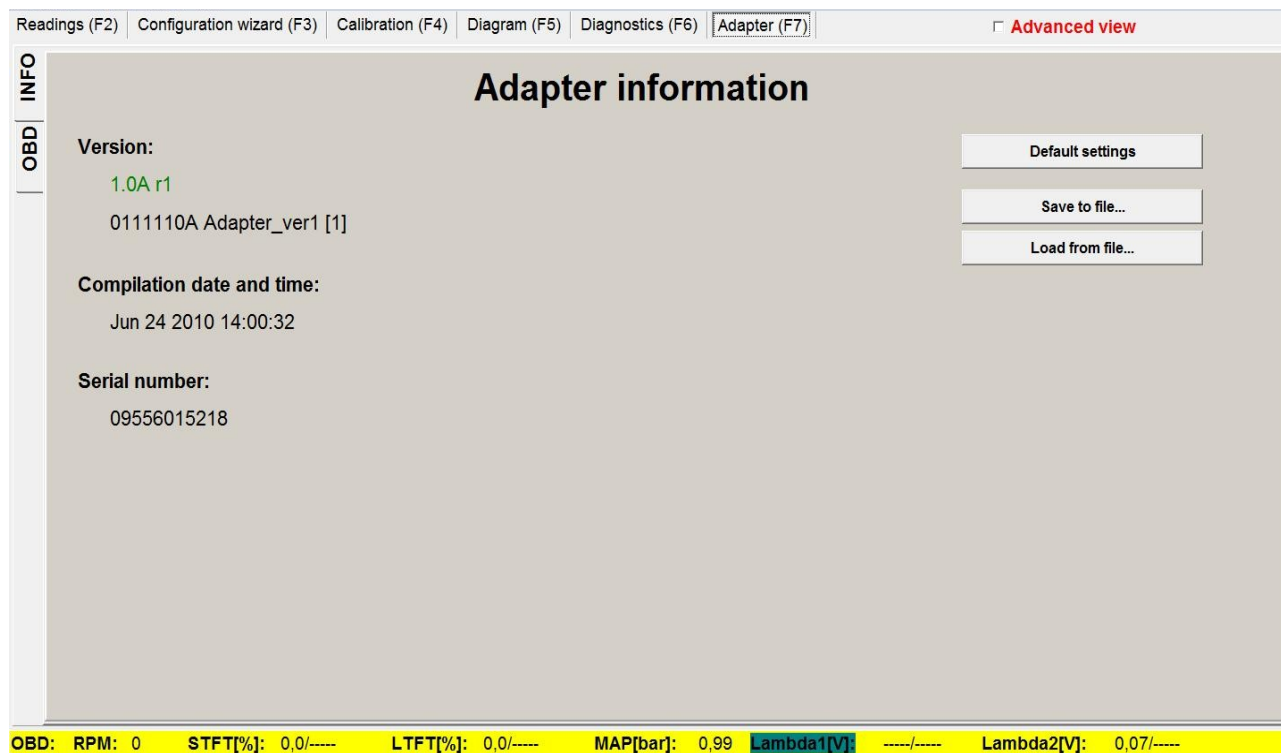 Readings (F2) Configuration wizard (F3) Calibration (F4) Diagram (F5) Diagnostics (F6) Adapter (F7) Advanced view
INFO
OBD
Adapter information
Version:
1.0A r1
0111110A Adapter_ver1 [1]
Compilation date and time:
Jun 24 2010 14:00:32
Serial number:
09556015218
Default settings
Save to file...
Load from file...
OBD: RPM: 0 STFT[%]: 0,0/----- LTFT[%]: 0,0/----- MAP[bar]: 0,99 Lambda1[V]: -----/----- Lambda2[V]: 0,07/-----